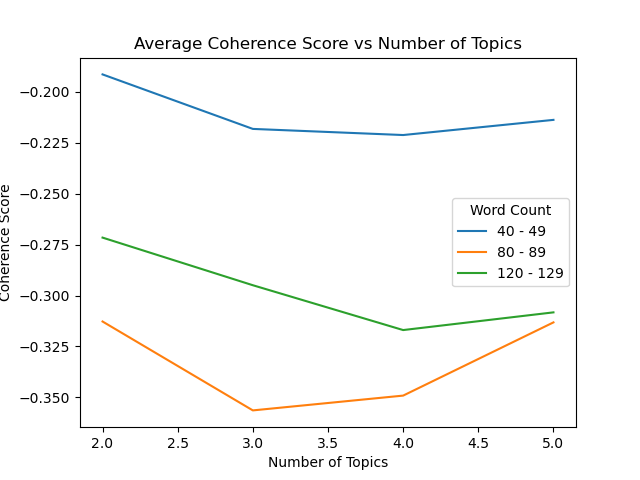 Average Coherence Score vs Number of Topics
Coherence Score
−0.200
−0.225
−0.250
−0.275
−0.300
−0.325
−0.350
Word Count
40 - 49
80 - 89
120 - 129
2.0 2.5 3.0 3.5 4.0 4.5 5.0
Number of Topics